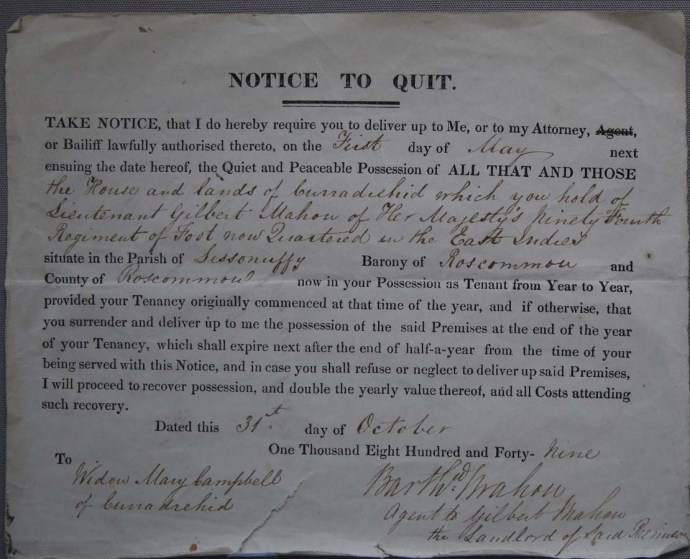 NOTICE TO QUIT.
TAKE NOTICE, that I do hereby require you to deliver up to Me, or to my Attorney, Agent,
or Bailiff lawfully authorised thereto, on the First day of May next
ensuing the date hereof, the Quiet and Peaceable Possession of ALL THAT AND THOSE
the House and lands of Curradrehid which you hold of
Lieutenant Gilbert Mahon of Her Majesty's Ninety Fourth
Regiment of Foot now Quartered in the East Indies
situate in the Parish of Lissonuffy Barony of Roscommon and
County of Roscommon now in your Possession as Tenant from Year to Year,
provided your Tenancy originally commenced at that time of the year, and if otherwise, that
you surrender and deliver up to me the possession of the said Premises at the end of the year
of your Tenancy, which shall expire next after the end of half-a-year from the time of your
being served with this Notice, and in case you shall refuse or neglect to deliver up said Premises,
I will proceed to recover possession, and double the yearly value thereof, and all Costs attending
such recovery.
Dated this 31st day of October
One Thousand Eight Hundred and Forty- nine
To
Widow Mary Campbell
of Curradrehid
Barthw Mahon
Agent to Gilbert Mahon
the Landlord of Said Premises